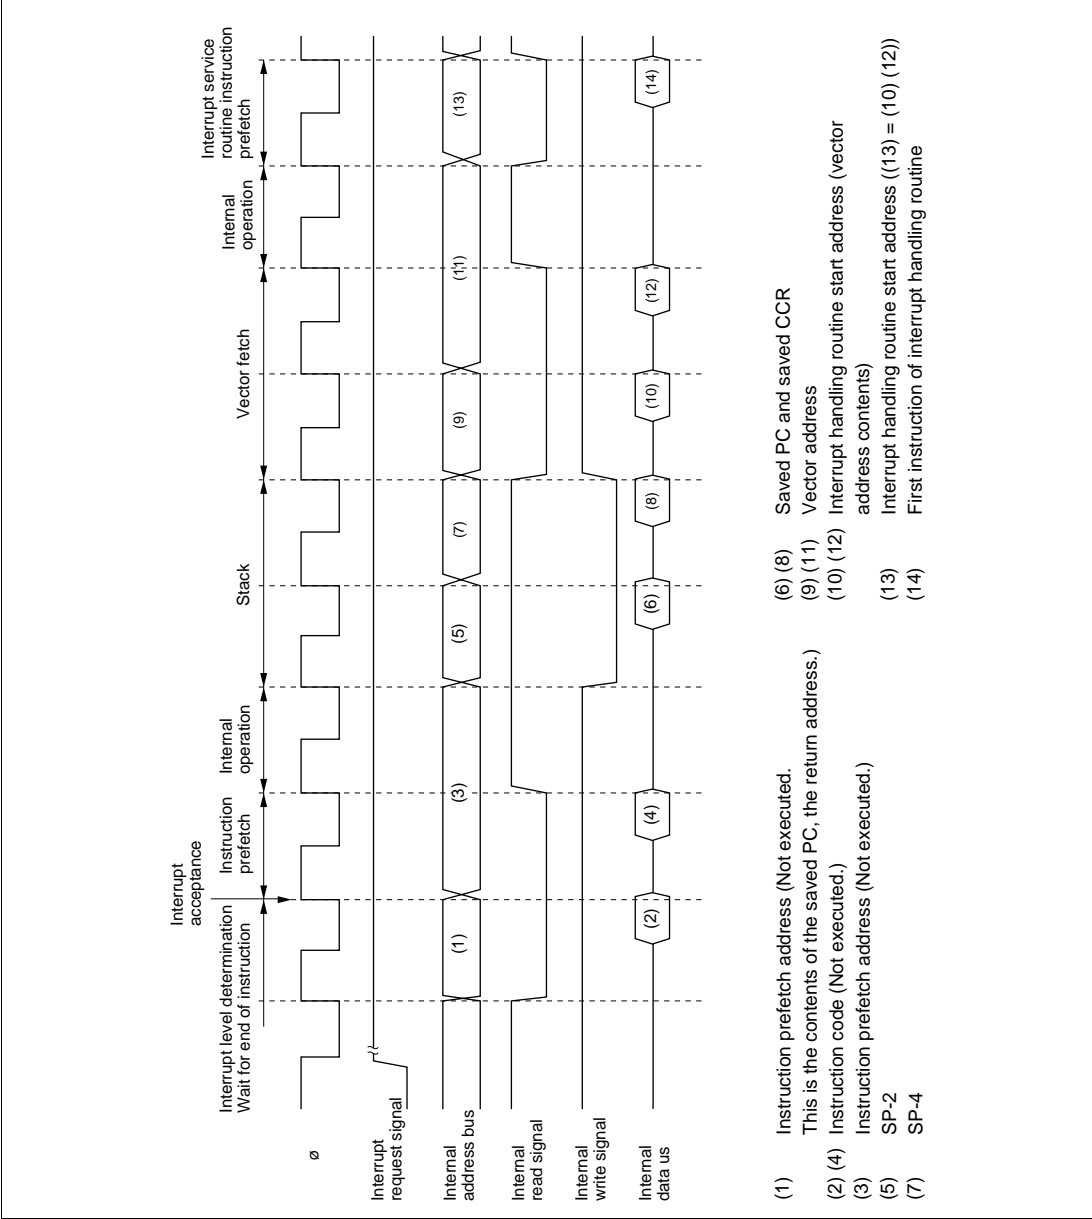 Interrupt
acceptance
Interrupt level determination
Wait for end of instruction
Instruction
prefetch
Internal
operation
Stack
Vector fetch
Internal
operation
Interrupt service
routine instruction
prefetch
ø
Interrupt
request signal
Internal
address bus
(1)
(3)
(5)
(7)
(9)
(11)
(13)
Internal
read signal
Internal
write signal
Internal
data us
(2)
(4)
(6)
(8)
(10)
(12)
(14)
(1) Instruction prefetch address (Not executed.
This is the contents of the saved PC, the return address.)
(2) (4) Instruction code (Not executed.)
(3) Instruction prefetch address (Not executed.)
(5) SP-2
(7) SP-4
(6) (8) Saved PC and saved CCR
(9) (11) Vector address
(10) (12) Interrupt handling routine start address (vector
address contents)
(13) Interrupt handling routine start address ((13) = (10) (12))
(14) First instruction of interrupt handling routine